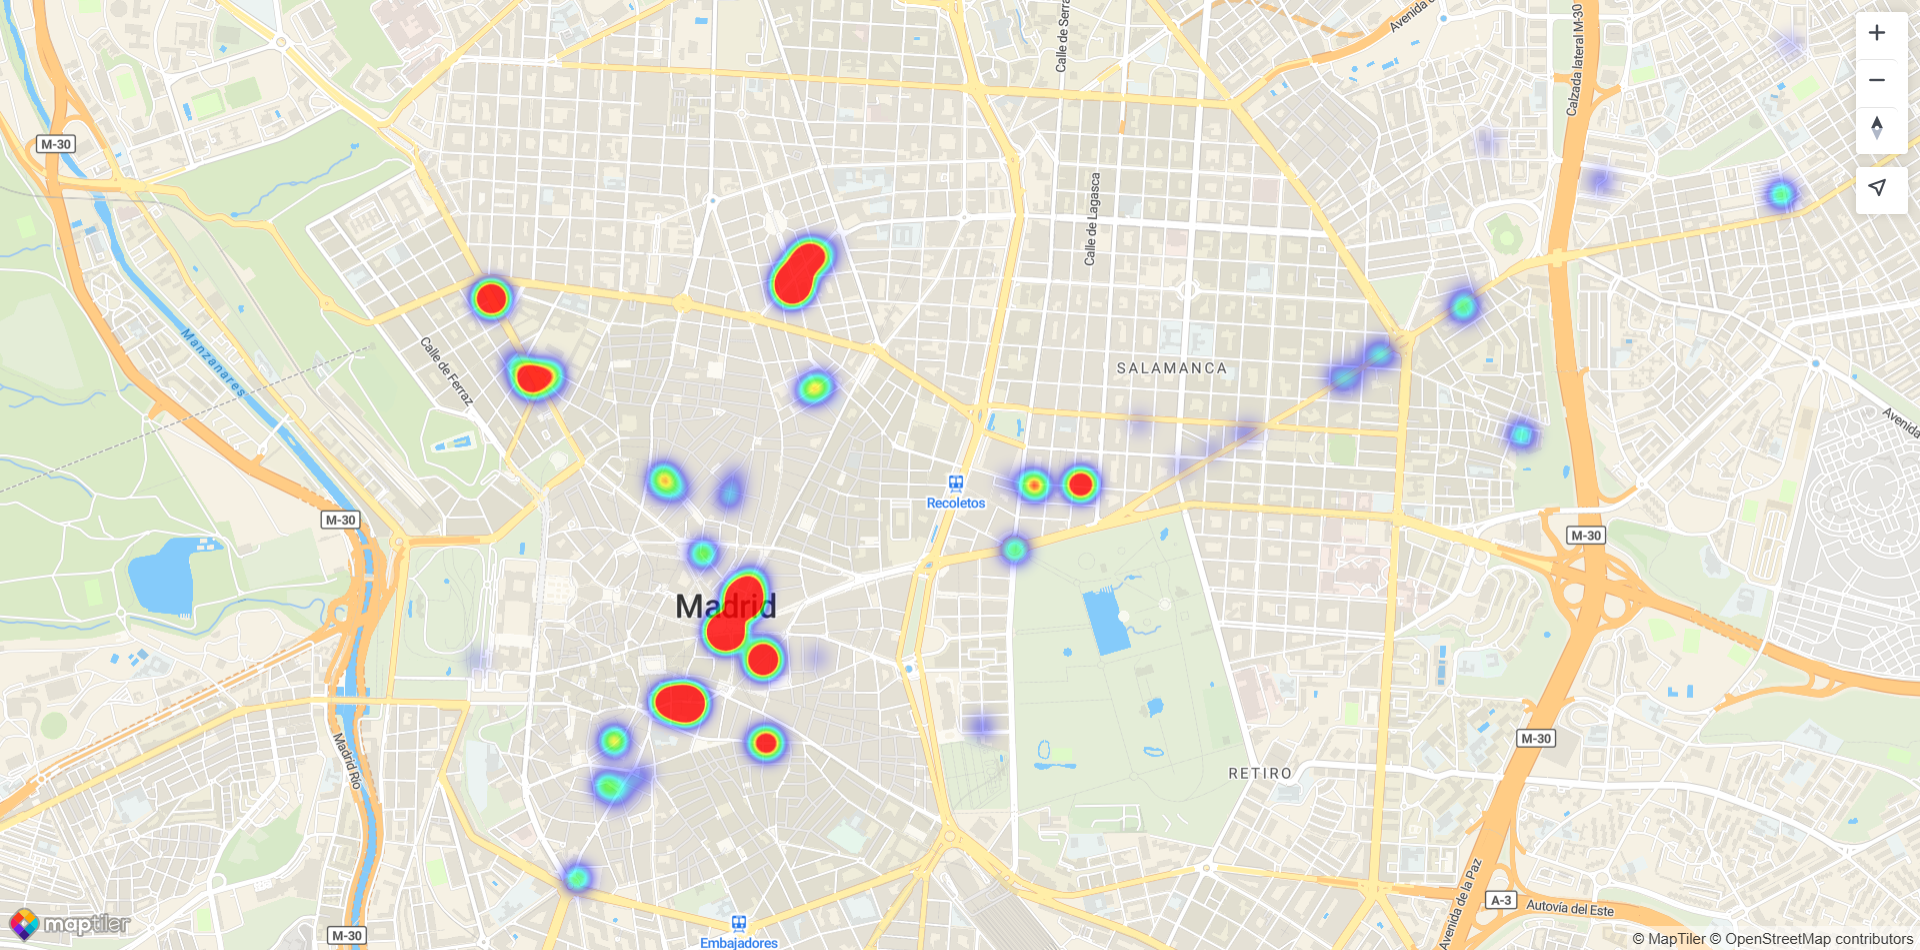 Avenida
Calle de Serra
Calzada lateral M-30
M-30
Calle de Lagasca
Manzanares
Calle de Ferraz
SALAMANCA
Avenida
Recoletos
M-30
M-30
Madrid
Madrid Río
M-30
RETIRO
Avenida de la Paz
A-3
Autovía del Este
Embajadores
M-30
maptiler
© MapTiler © OpenStreetMap contributors